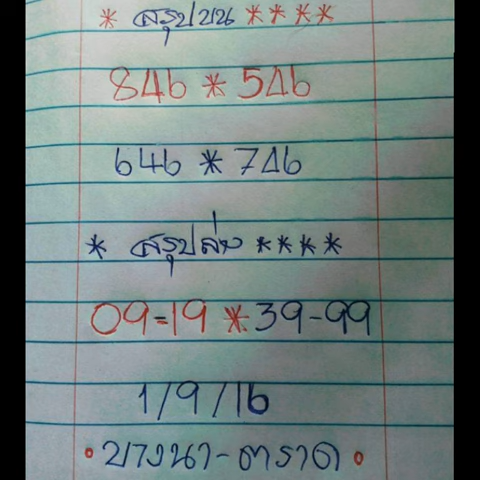 * สรุปบน ****
846 * 546
646 * 746
* สรุปล่าง ****
09=19 * 39-99
1/9/16
• บางนา - ตราด •